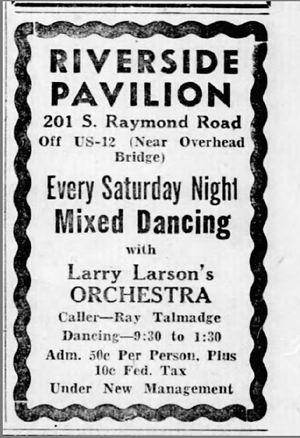 RIVERSIDE
PAVILION
201 S. Raymond Road
Off US-12 (Near Overhead
Bridge)
Every Saturday Night
Mixed Dancing
with
Larry Larson's
ORCHESTRA
Caller—Ray Talmadge
Dancing—9:30 to 1:30
Adm. 50c Per Person, Plus
10c Fed. Tax
Under New Management